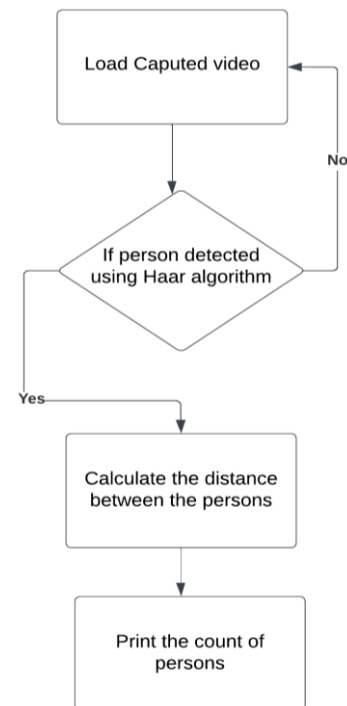 Load Caputed video
No
If person detected
using Haar algorithm
Yes
Calculate the distance
between the persons
Print the count of
persons